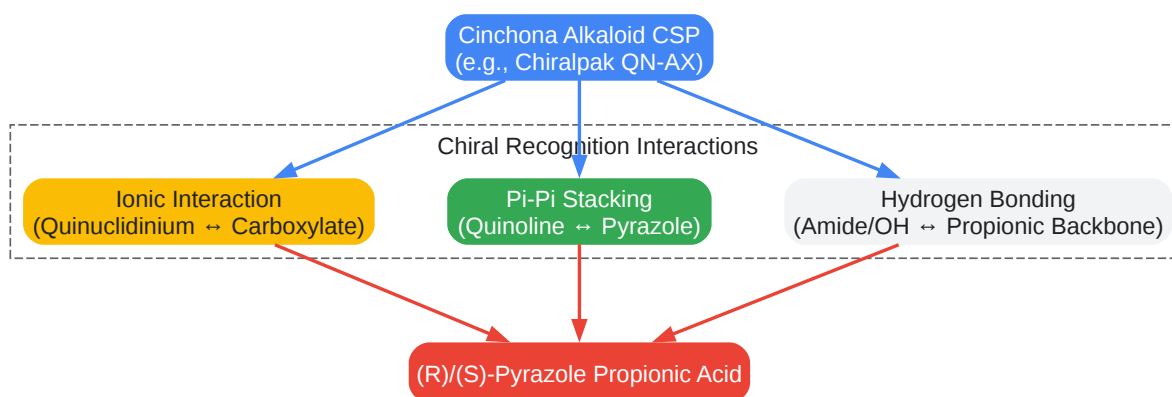 Cinchona Alkaloid CSP
(e.g., Chiralpak QN-AX)
Chiral Recognition Interactions
Ionic Interaction
(Quinuclidinium ↔ Carboxylate)
Pi-Pi Stacking
(Quinoline ↔ Pyrazole)
Hydrogen Bonding
(Amide/OH ↔ Propionic Backbone)
(R)/(S)-Pyrazole Propionic Acid